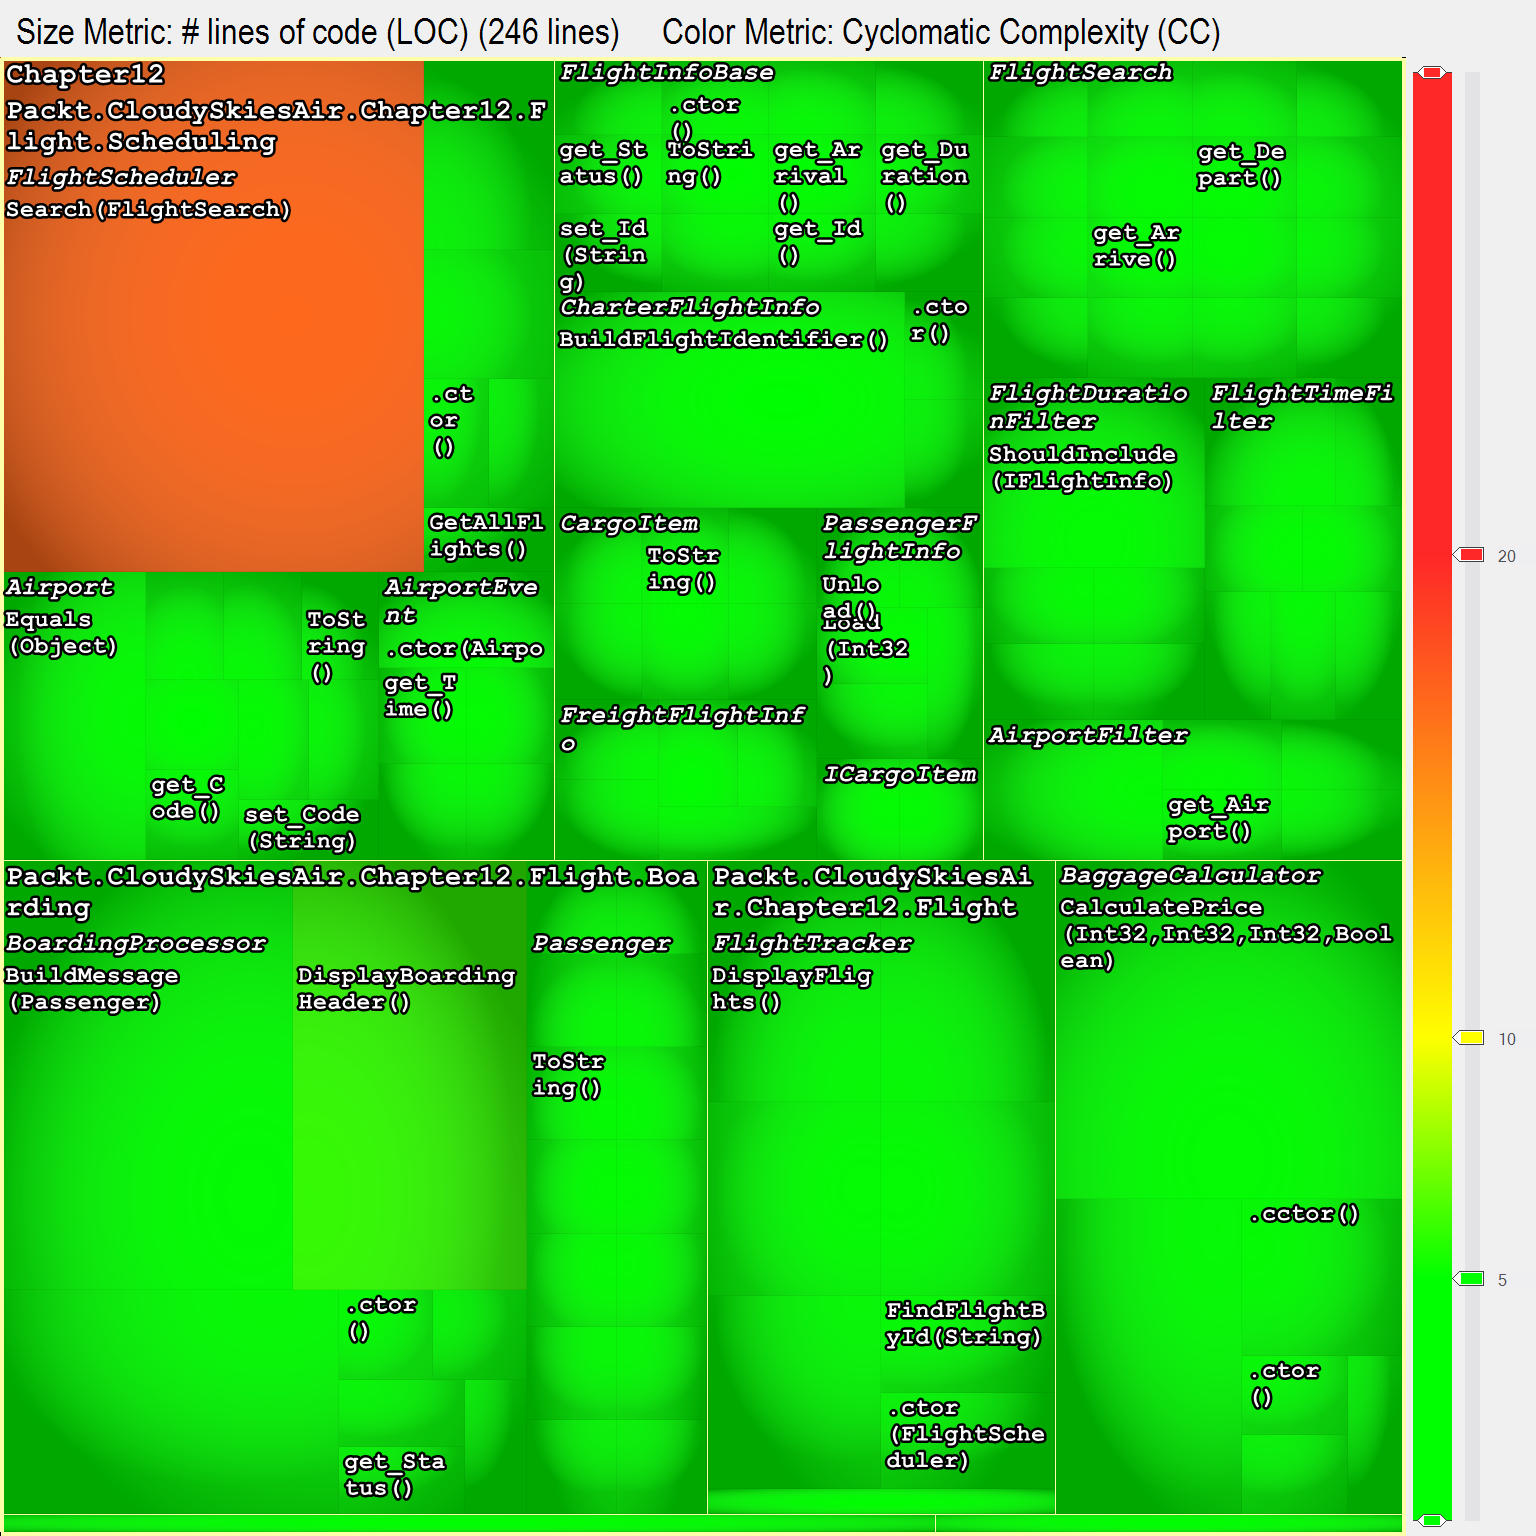 Size Metric: # lines of code (LOC) (246 lines)     Color Metric: Cyclomatic Complexity (CC)
Chapter12
Packt.CloudySkiesAir.Chapter12.F
light.Scheduling
FlightScheduler
Search(FlightSearch)
.ct
or
()
GetAllFl
ights()
FlightInfoBase
.ctor
()
get_St
atus()
ToStri
ng()
get_Ar
rival
()
get_Du
ration
()
set_Id
(Strin
g)
get_Id
()
CharterFlightInfo
BuildFlightIdentifier()
.cto
r()
CargoItem
ToStr
ing()
PassengerF
lightInfo
Unlo
ad()
Load
(Int32
)
FreightFlightInf
o
ICargoItem
FlightSearch
get_De
part()
get_Ar
rive()
FlightDuratio
nFilter
ShouldInclude
(IFlightInfo)
FlightTimeFi
lter
AirportFilter
get_Air
port()
Airport
Equals
(Object)
ToSt
ring
()
get_C
ode()
set_Code
(String)
AirportEve
nt
.ctor(Airpo
get_T
ime()
Packt.CloudySkiesAir.Chapter12.Flight.Boa
rding
BoardingProcessor
BuildMessage
(Passenger)
DisplayBoarding
Header()
.ctor
()
get_Sta
tus()
Passenger
ToStr
ing()
Packt.CloudySkiesAi
r.Chapter12.Flight
FlightTracker
DisplayFlig
hts()
FindFlightB
yId(String)
.ctor
(FlightSche
duler)
BaggageCalculator
CalculatePrice
(Int32,Int32,Int32,Bool
ean)
.cctor()
.ctor
()
20
10
5